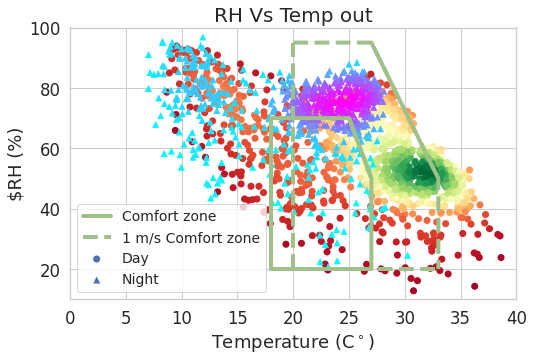 RH Vs Temp out
100
80
60
40
20
$RH (%)
Comfort zone
1 m/s Comfort zone
Day
Night
0 5 10 15 20 25 30 35 40
Temperature (C°)